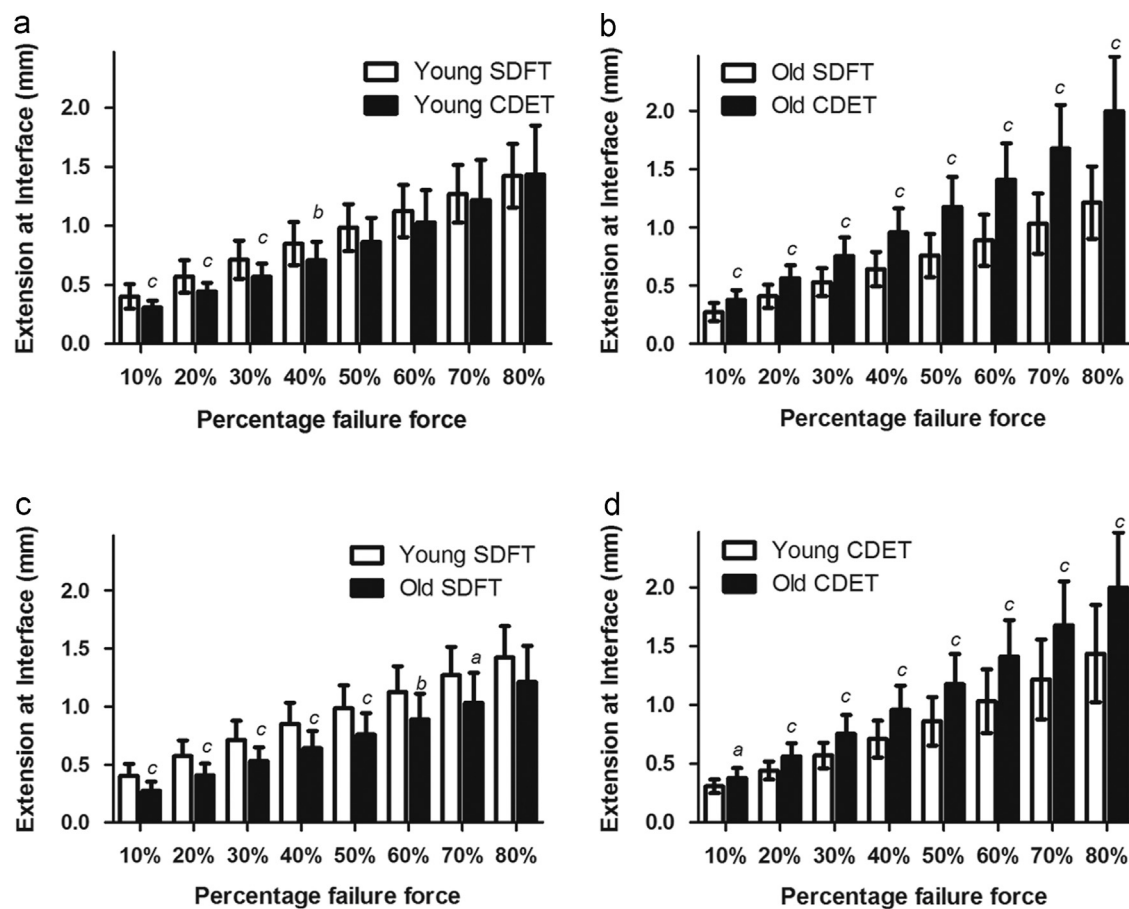 a
Extension at Interface (mm)
Young SDFT
Young CDET
2.0
1.5
1.0
0.5
0.0
c c c b
10% 20% 30% 40% 50% 60% 70% 80%
Percentage failure force
b
Extension at Interface (mm)
Old SDFT
Old CDET
2.0
1.5
1.0
0.5
0.0
c c c c c c c c
10% 20% 30% 40% 50% 60% 70% 80%
Percentage failure force
c
Extension at Interface (mm)
Young SDFT
Old SDFT
2.0
1.5
1.0
0.5
0.0
c c c c c b a
10% 20% 30% 40% 50% 60% 70% 80%
Percentage failure force
d
Extension at Interface (mm)
Young CDET
Old CDET
2.0
1.5
1.0
0.5
0.0
a c c c c c c c
10% 20% 30% 40% 50% 60% 70% 80%
Percentage failure force